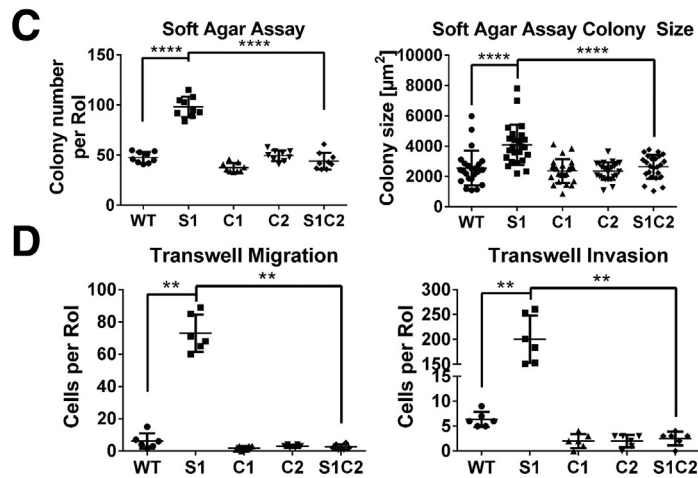 C
Soft Agar Assay
Colony number
per RoI
150
100
50
0
****
****
WT
S1
C1
C2
S1C2
Soft Agar Assay Colony Size
Colony size [µm²]
10000
8000
6000
4000
2000
0
****
****
WT
S1
C1
C2
S1C2
D
Transwell Migration
Cells per RoI
100
80
60
40
20
0
**
**
WT
S1
C1
C2
S1C2
Transwell Invasion
Cells per RoI
300
250
200
150
10
5
0
**
**
WT
S1
C1
C2
S1C2